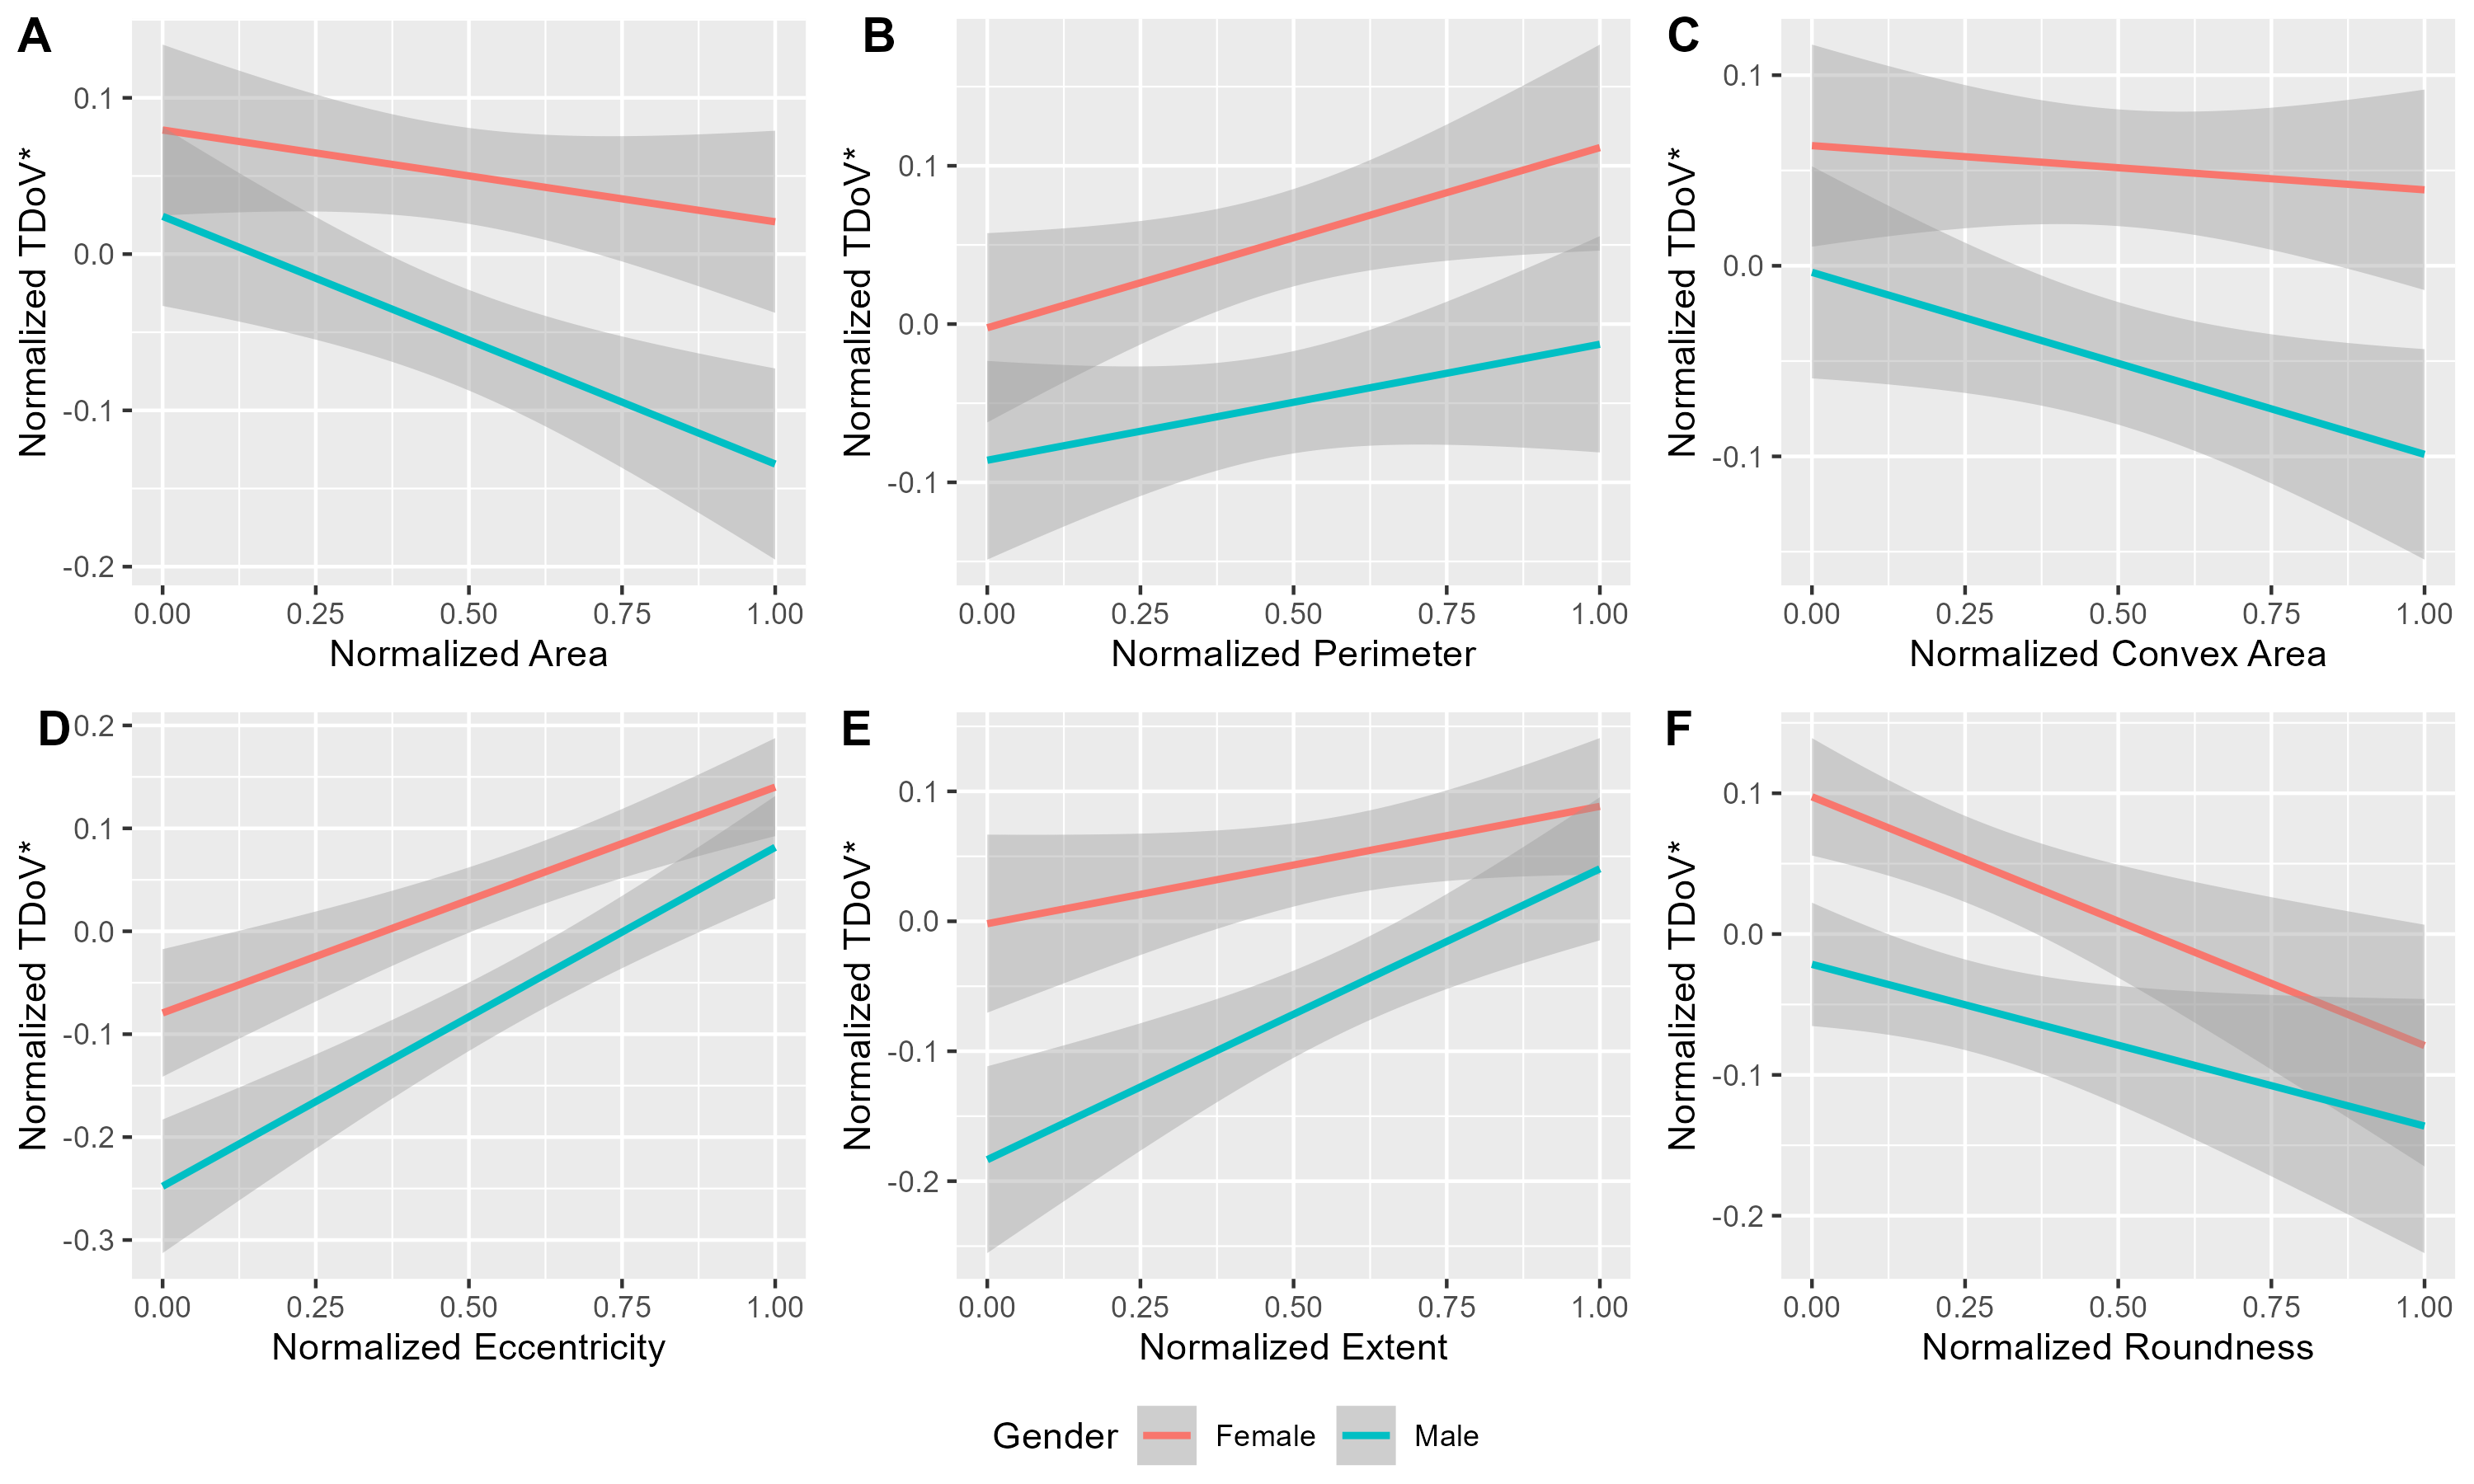 A
B
C
Normalized TDoV*
0.1
0.0
-0.1
-0.2
0.00 0.25 0.50 0.75 1.00
Normalized Area
Normalized TDoV*
0.1
0.0
-0.1
0.00 0.25 0.50 0.75 1.00
Normalized Perimeter
Normalized TDoV*
0.1
0.0
-0.1
0.00 0.25 0.50 0.75 1.00
Normalized Convex Area
D
E
F
Normalized TDoV*
0.2
0.1
0.0
-0.1
-0.2
-0.3
0.00 0.25 0.50 0.75 1.00
Normalized Eccentricity
Normalized TDoV*
0.1
0.0
-0.1
-0.2
0.00 0.25 0.50 0.75 1.00
Normalized Extent
Normalized TDoV*
0.1
0.0
-0.1
-0.2
0.00 0.25 0.50 0.75 1.00
Normalized Roundness
Gender Female Male